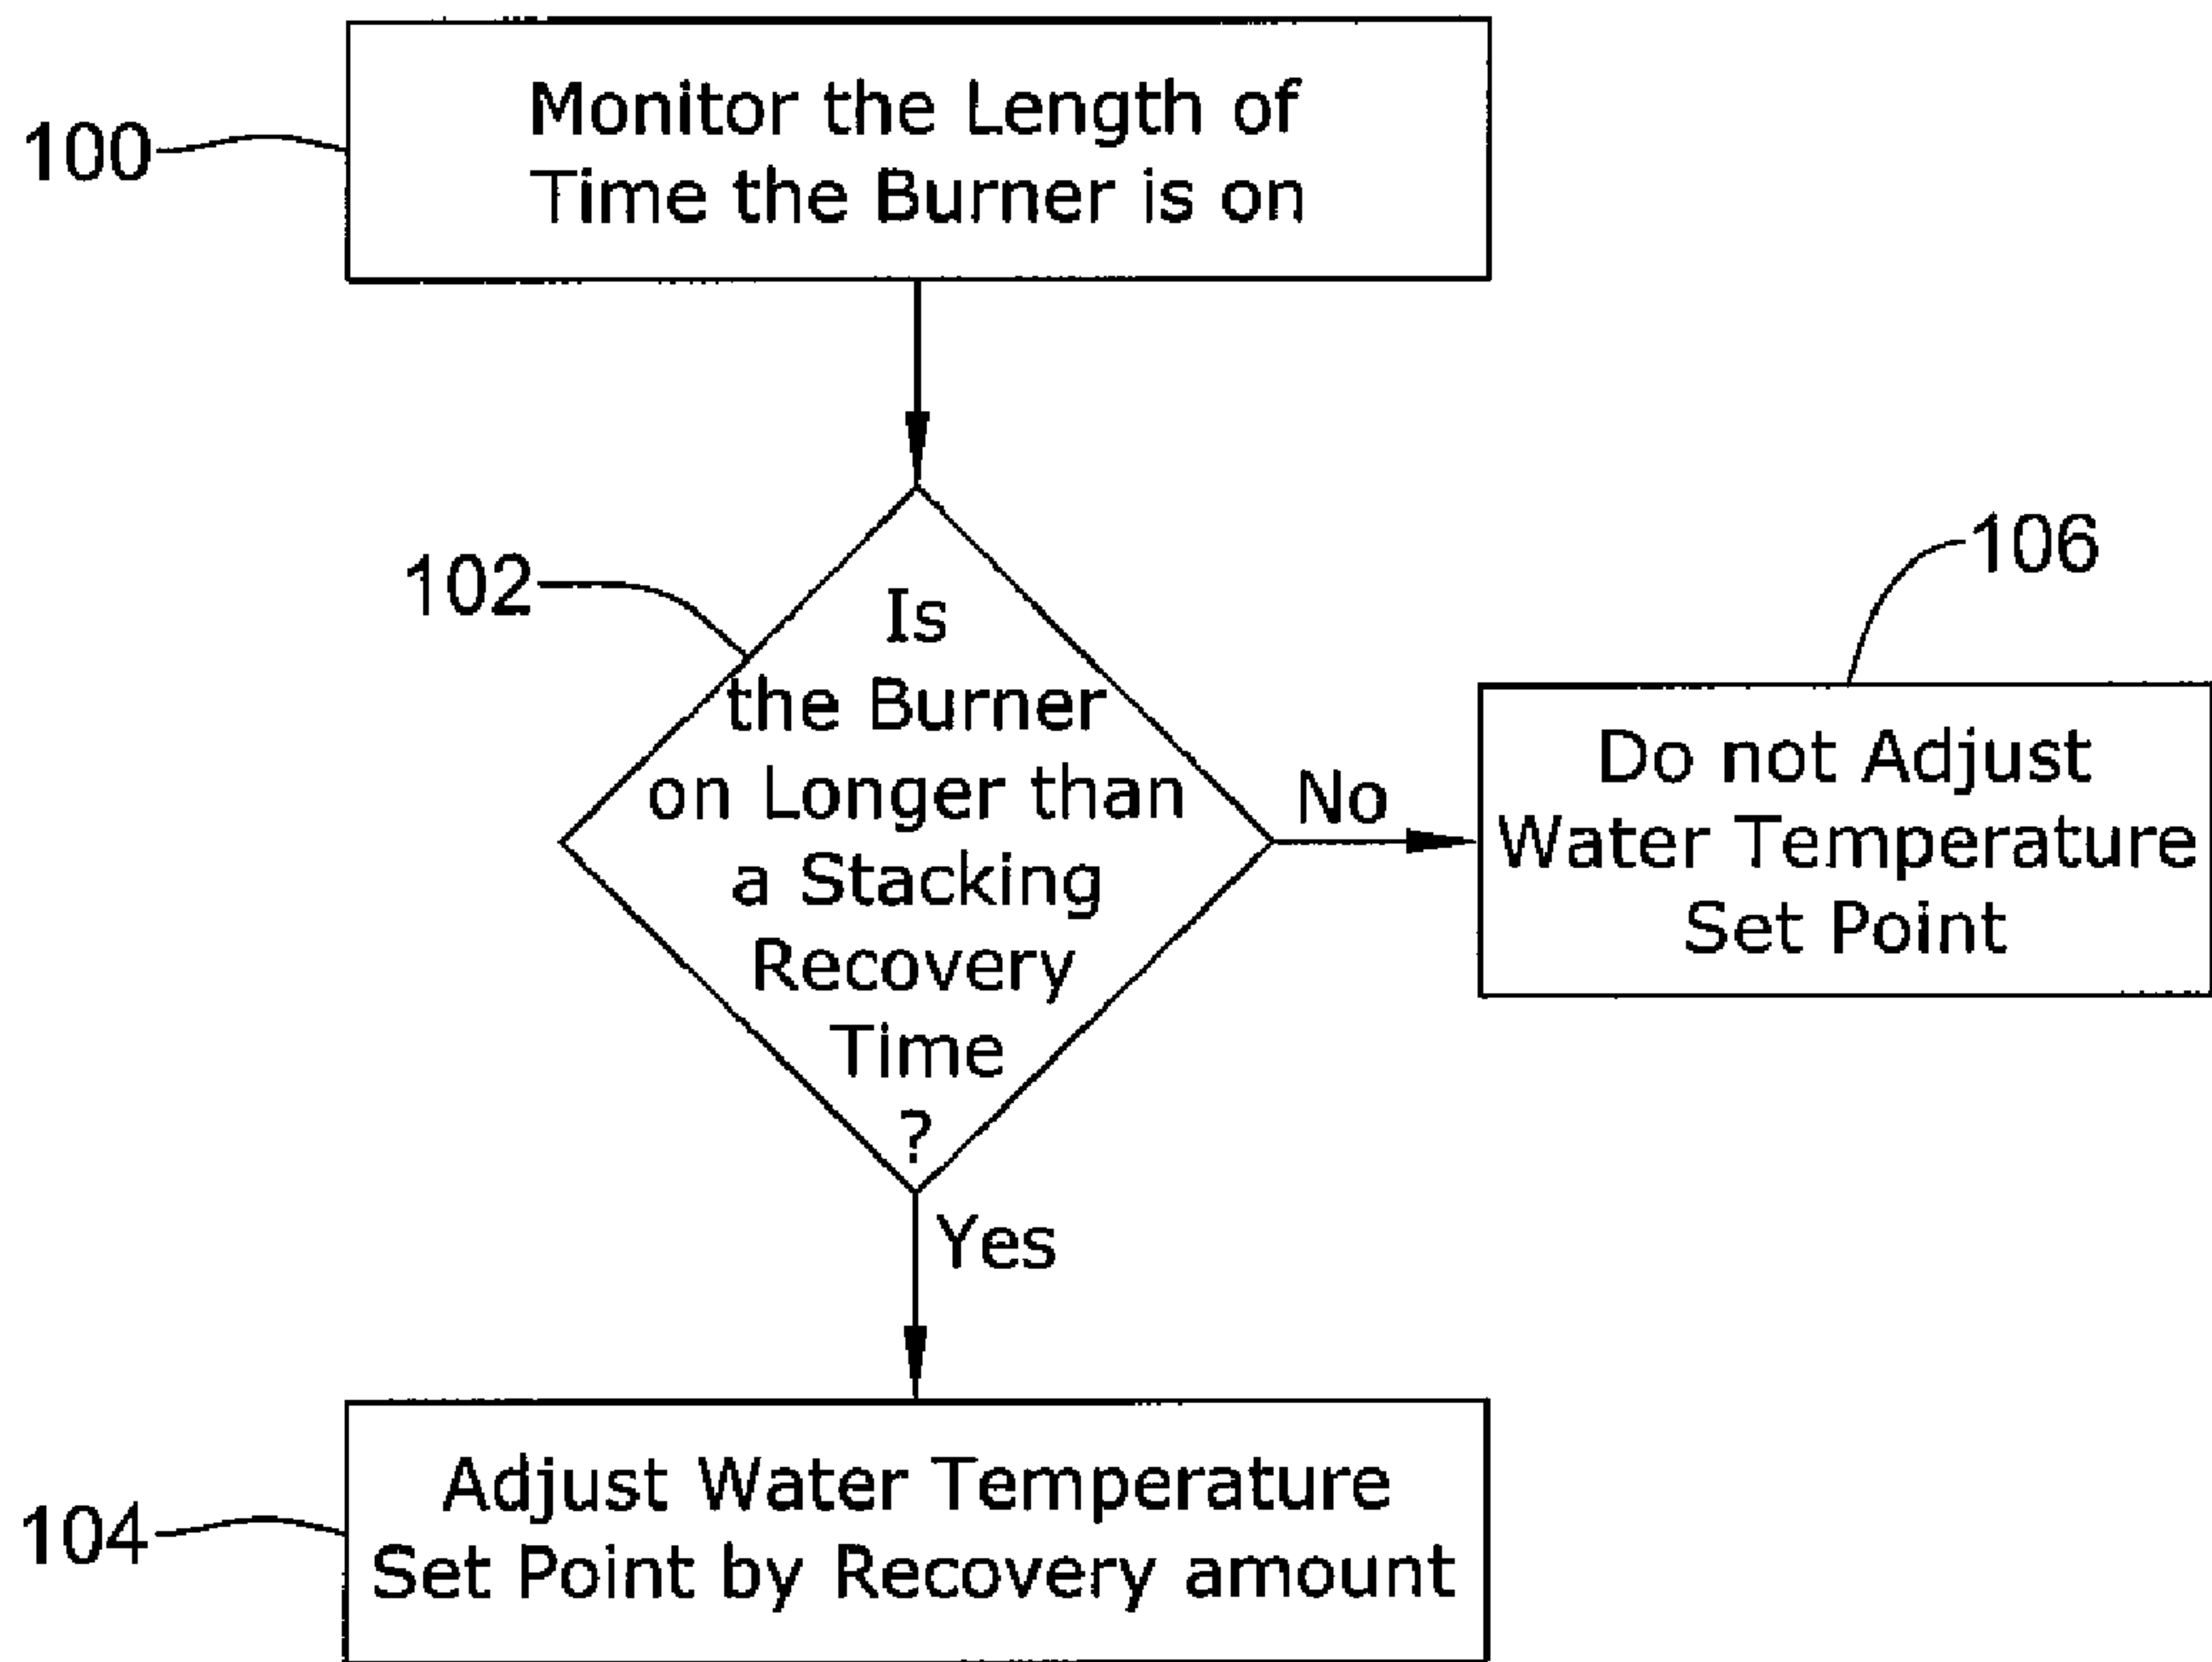 100
Monitor the Length of
Time the Burner is on
102
Is
the Burner
on Longer than
a Stacking
Recovery
Time
?
No
106
Do not Adjust
Water Temperature
Set Point
Yes
104
Adjust Water Temperature
Set Point by Recovery amount